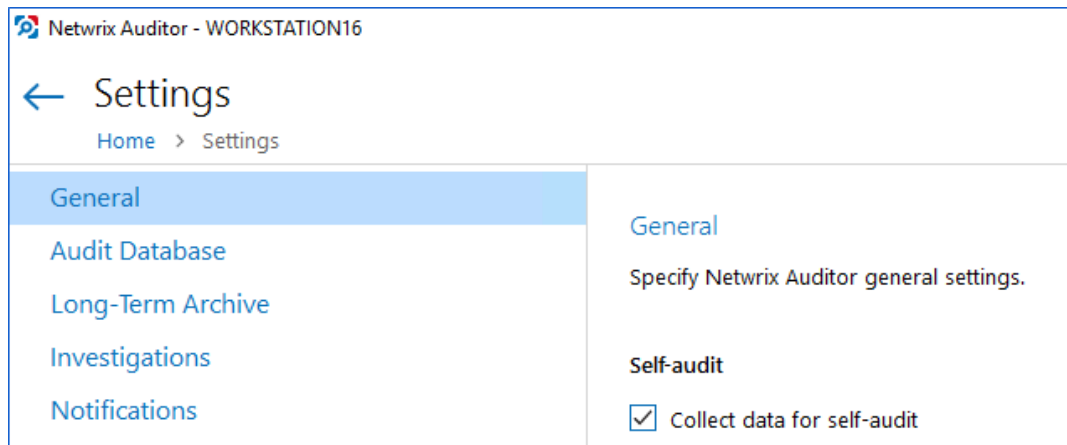 Netwrix Auditor - WORKSTATION16
Settings
Home > Settings
General
Audit Database
Long-Term Archive
Investigations
Notifications
General
Specify Netwrix Auditor general settings.
Self-audit
Collect data for self-audit